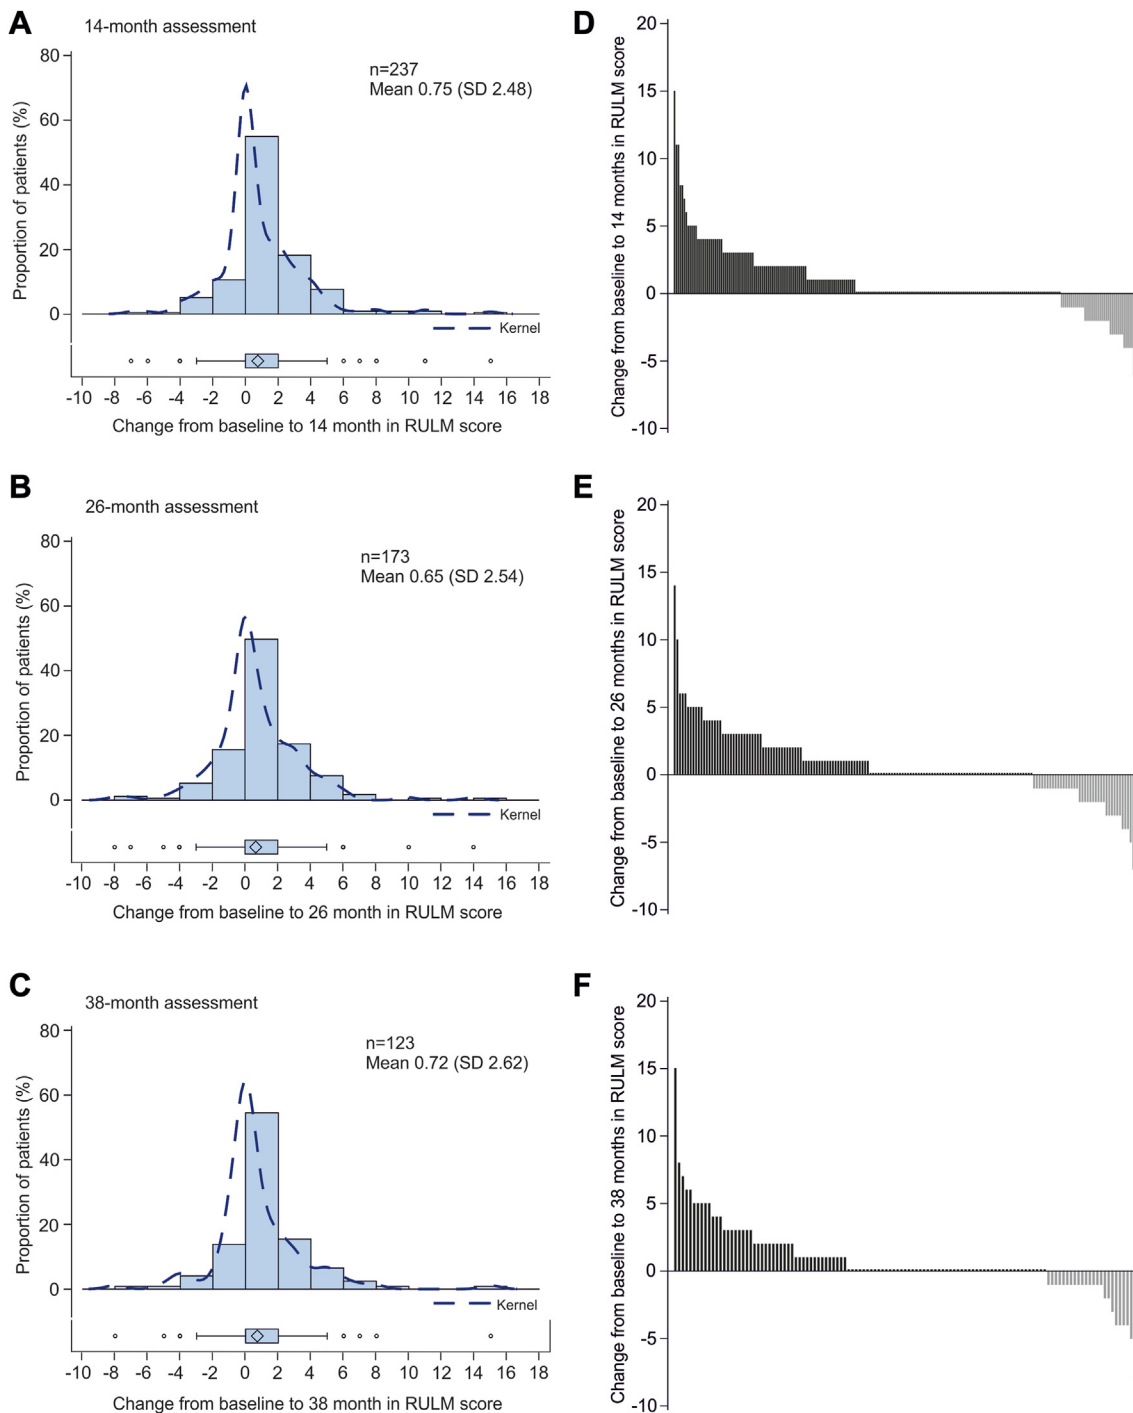 A
14-month assessment
n=237
Mean 0.75 (SD 2.48)
Proportion of patients (%)
80
60
40
20
0
Kernel
-10 -8 -6 -4 -2 0 2 4 6 8 10 12 14 16 18
Change from baseline to 14 month in RULM score
D
Change from baseline to 14 months in RULM score
20
15
10
5
0
-5
-10
B
26-month assessment
n=173
Mean 0.65 (SD 2.54)
Proportion of patients (%)
80
60
40
20
0
Kernel
-10 -8 -6 -4 -2 0 2 4 6 8 10 12 14 16 18
Change from baseline to 26 month in RULM score
E
Change from baseline to 26 months in RULM score
20
15
10
5
0
-5
-10
C
38-month assessment
n=123
Mean 0.72 (SD 2.62)
Proportion of patients (%)
80
60
40
20
0
Kernel
-10 -8 -6 -4 -2 0 2 4 6 8 10 12 14 16 18
Change from baseline to 38 month in RULM score
F
Change from baseline to 38 months in RULM score
20
15
10
5
0
-5
-10